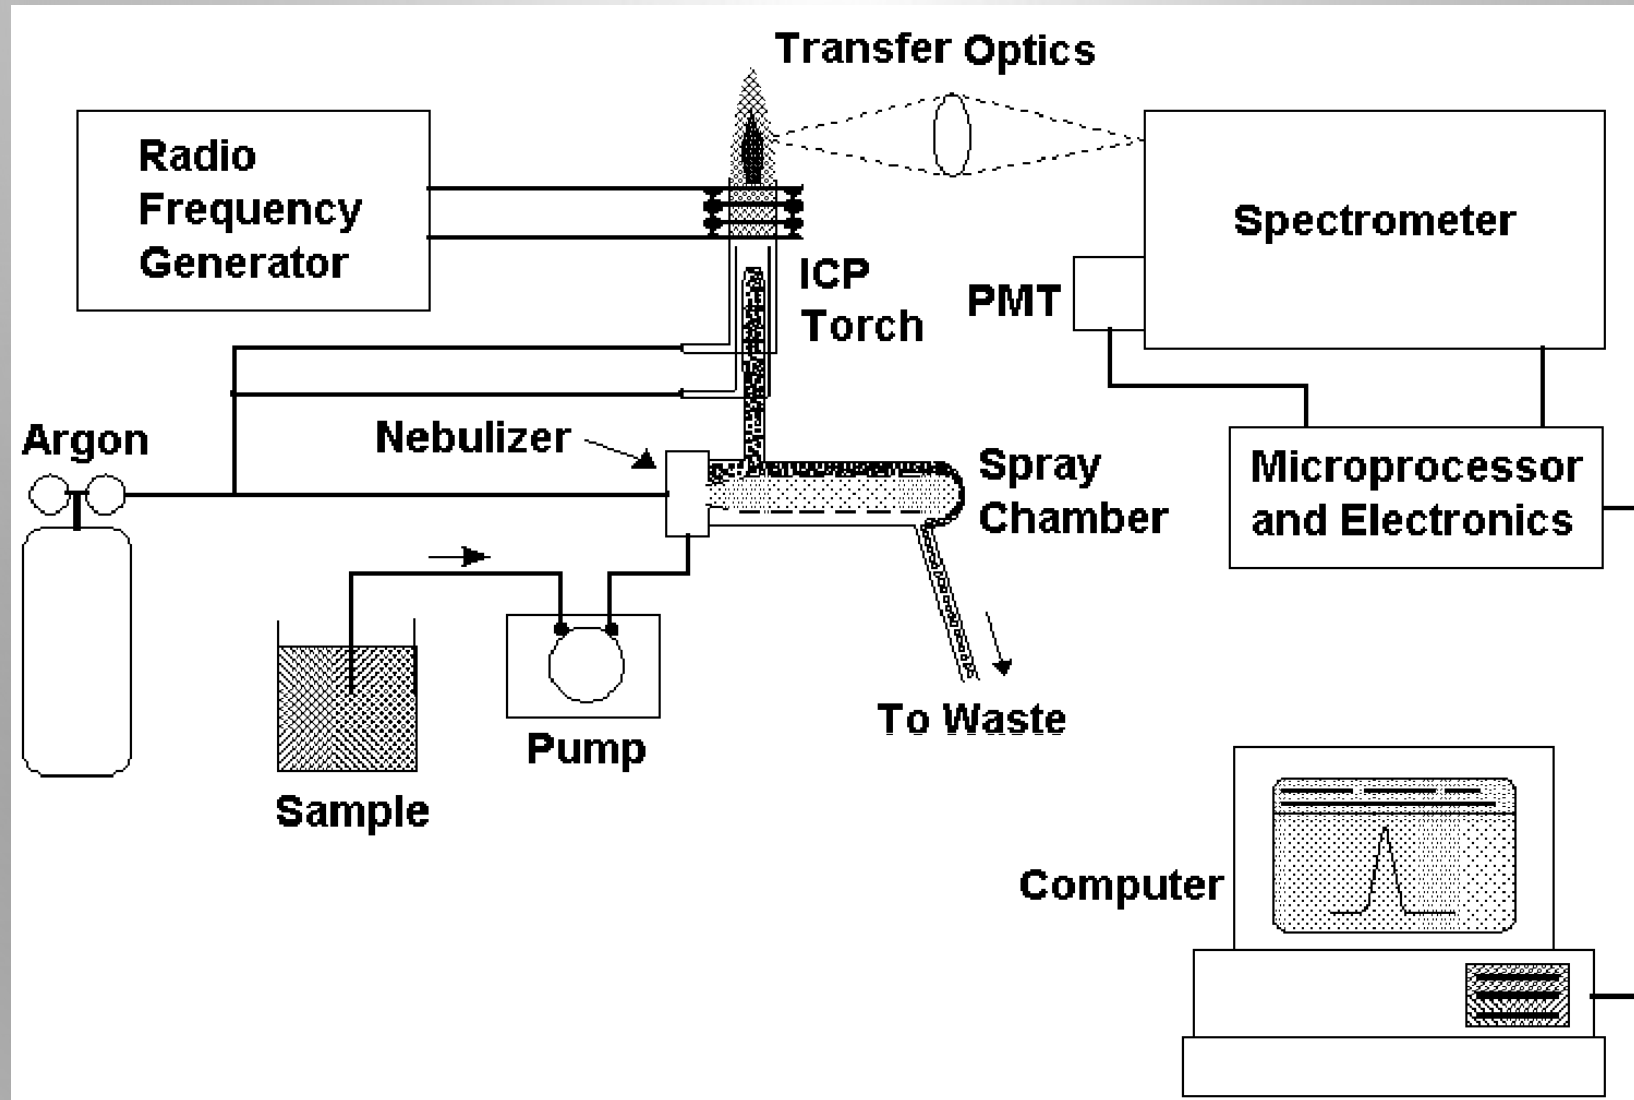 Transfer Optics
Radio
Frequency
Generator
Spectrometer
ICP
Torch
PMT
Argon
Nebulizer
Spray
Chamber
Microprocessor
and Electronics
To Waste
Pump
Sample
Computer